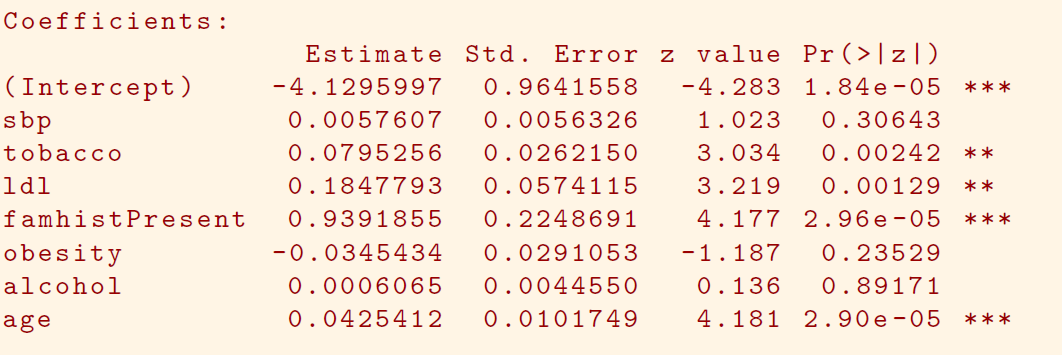 Coefficients:
Estimate Std. Error z value Pr(>|z|)
(Intercept) -4.1295997 0.9641558 -4.283 1.84e-05 ***
sbp 0.0057607 0.0056326 1.023 0.30643
tobacco 0.0795256 0.0262150 3.034 0.00242 **
ldl 0.1847793 0.0574115 3.219 0.00129 **
famhistPresent 0.9391855 0.2248691 4.177 2.96e-05 ***
obesity -0.0345434 0.0291053 -1.187 0.23529
alcohol 0.0006065 0.0044550 0.136 0.89171
age 0.0425412 0.0101749 4.181 2.90e-05 ***